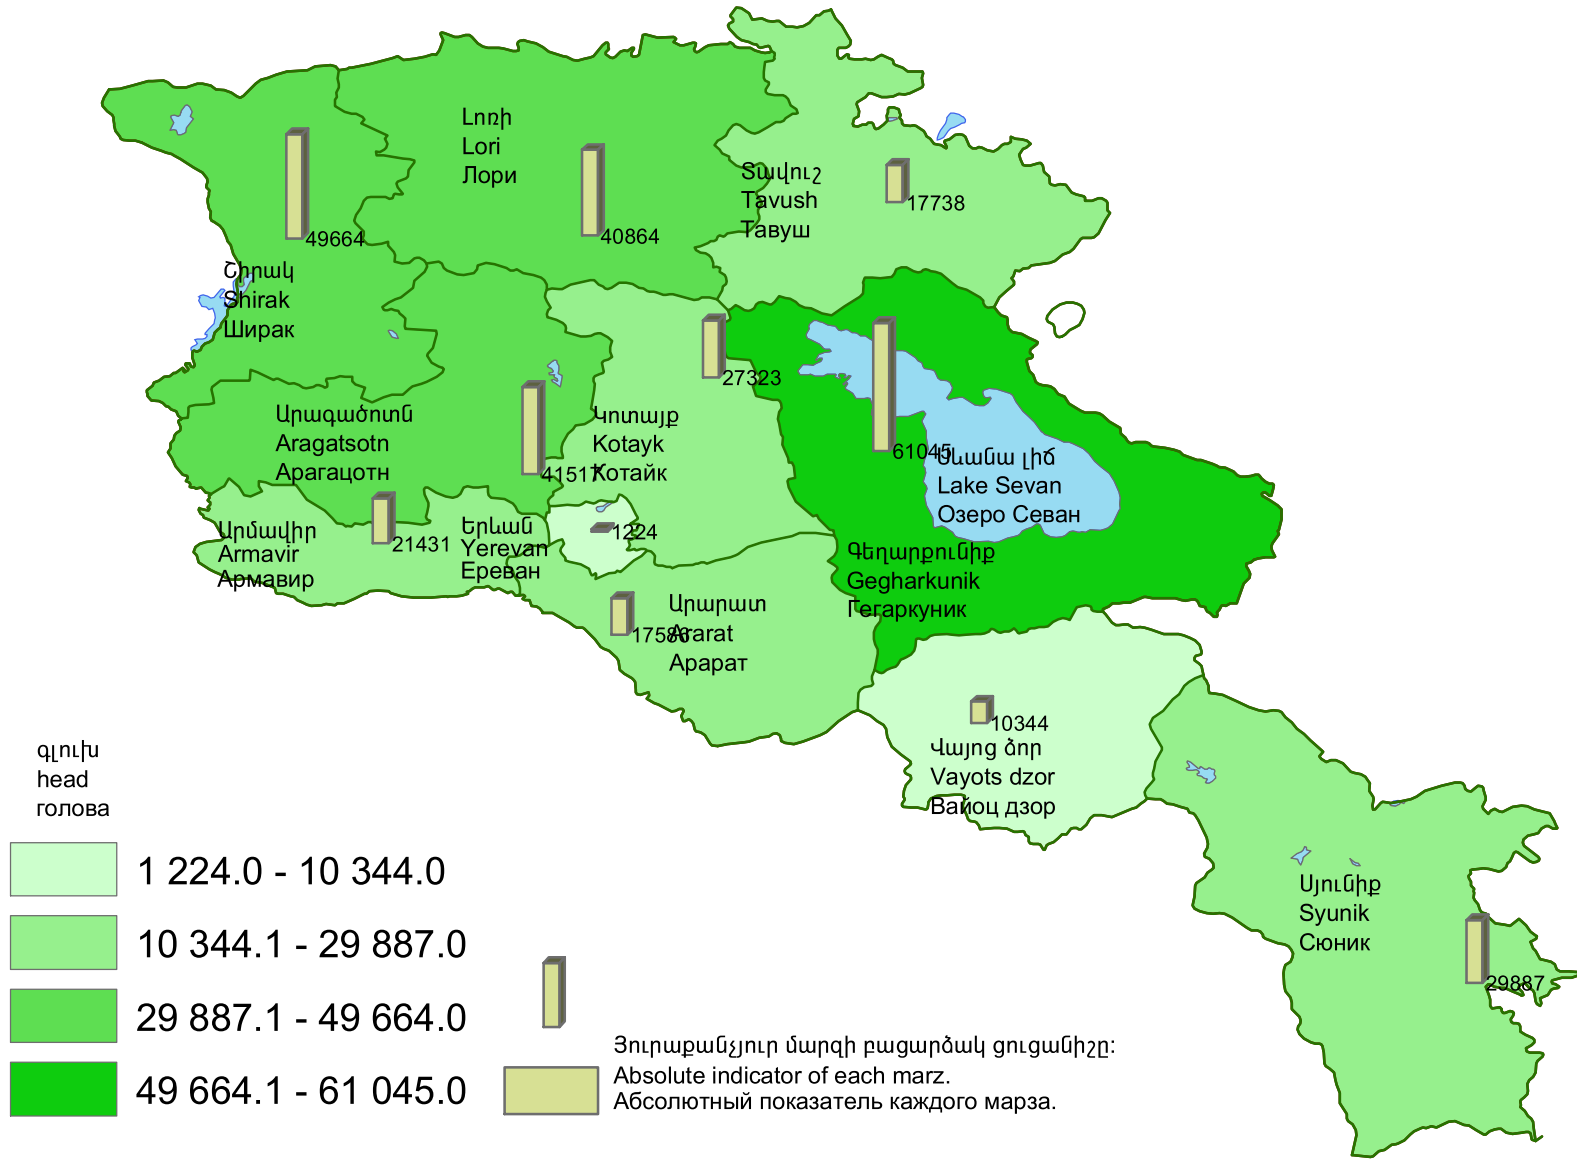 Լոռի
Lori
Лори
40864
49664
Շիրակ
Shirak
Ширак
Տավուշ
Tavush
Тавуш
17738
27323
Արագածոտն
Aragatsotn
Арагацотн
41517
Կոտայք
Kotayk
Котайк
61045
Սևանա լիճ
Lake Sevan
Озеро Севан
Արմավիր
Armavir
Армавир
21431
Երևան
Yerevan
Ереван
1224
Գեղարքունիք
Gegharkunik
Гегаркуник
17586
Արարատ
Ararat
Арарат
10344
Վայոց ձոր
Vayots dzor
Вайоц дзор
Սյունիք
Syunik
Сюник
29887
գլուխ
head
голова
1 224.0 - 10 344.0
10 344.1 - 29 887.0
29 887.1 - 49 664.0
49 664.1 - 61 045.0
Յուրաքանչյուր մարզի բացարձակ ցուցանիշը:
Absolute indicator of each marz.
Абсолютный показатель каждого марза.